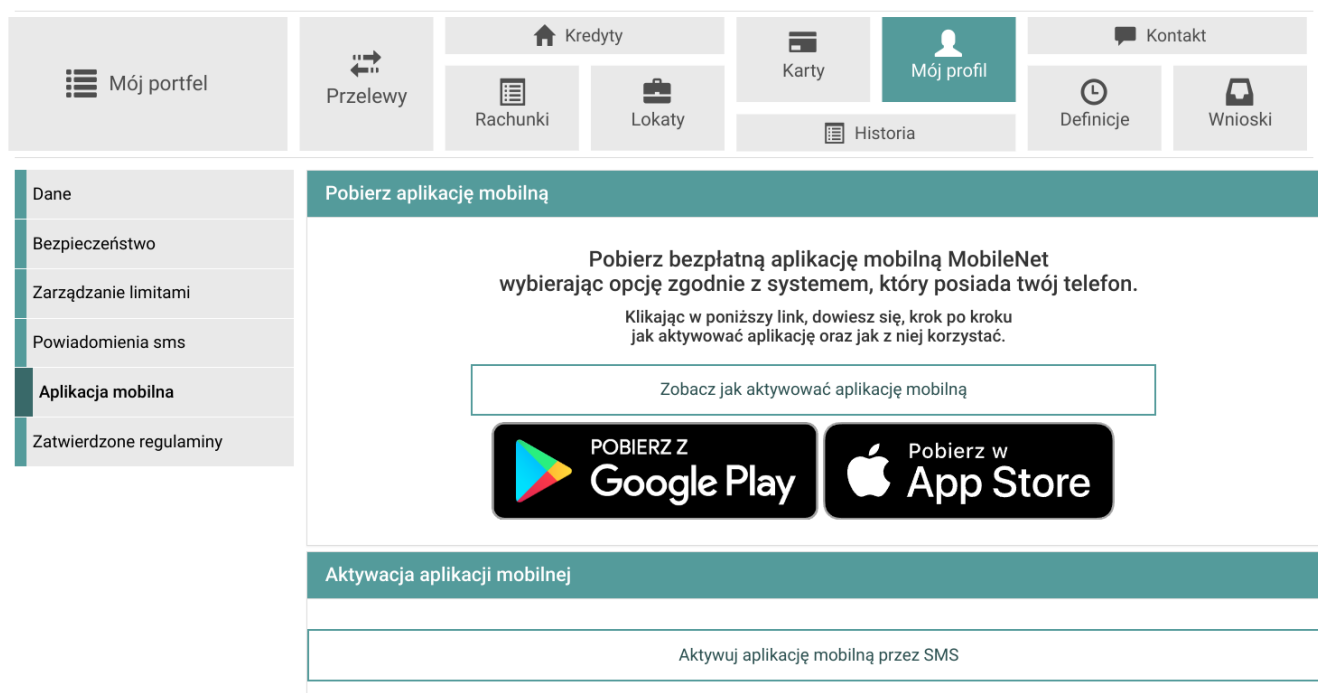 Mój portfel
Przelewy
Kredyty
Rachunki
Lokaty
Karty
Mój profil
Historia
Kontakt
Definicje
Wnioski
Dane
Bezpieczeństwo
Zarządzanie limitami
Powiadomienia sms
Aplikacja mobilna
Zatwierdzone regulaminy
Pobierz aplikację mobilną
Pobierz bezpłatną aplikację mobilną MobileNet
wybierając opcję zgodnie z systemem, który posiada twój telefon.
Klikając w poniższy link, dowiesz się, krok po kroku
jak aktywować aplikację oraz jak z niej korzystać.
Zobacz jak aktywować aplikację mobilną
POBIERZ Z
Google Play
Pobierz w
App Store
Aktywacja aplikacji mobilnej
Aktywuj aplikację mobilną przez SMS